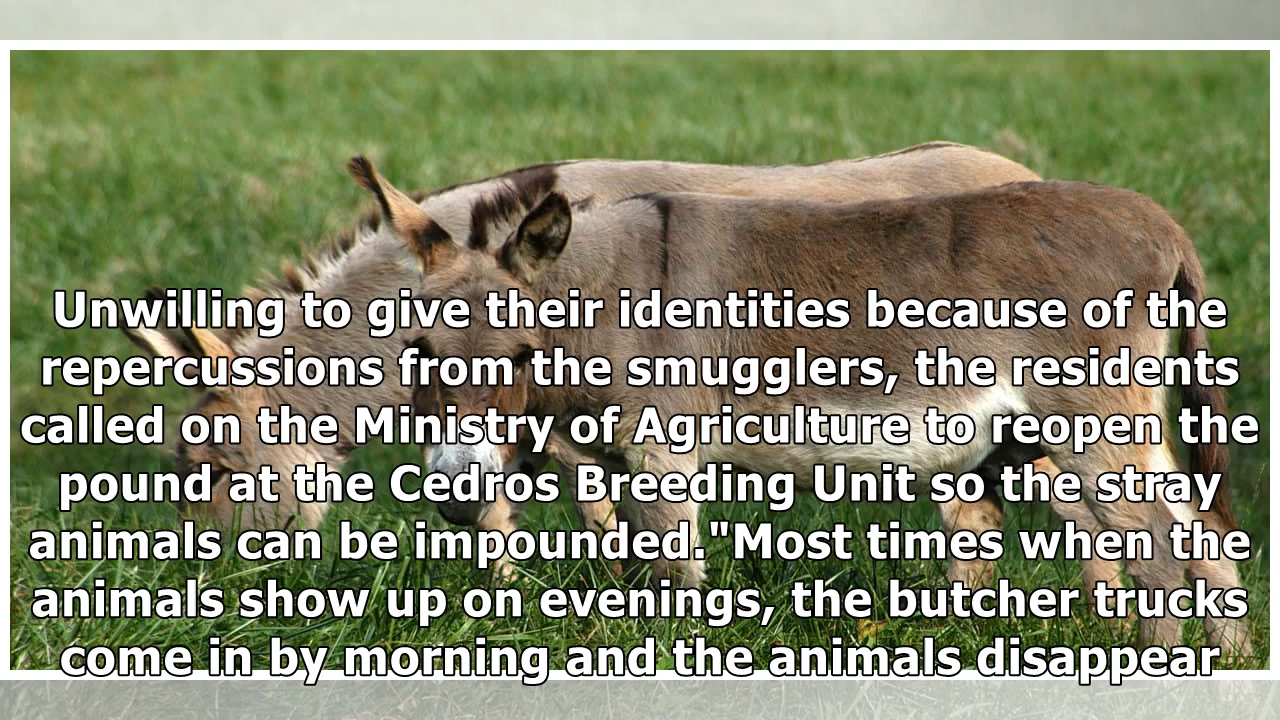 Unwilling to give their identities because of the
repercussions from the smugglers, the residents
called on the Ministry of Agriculture to reopen the
pound at the Cedros Breeding Unit so the stray
animals can be impounded."Most times when the
animals show up on evenings, the butcher trucks
come in by morning and the animals disappear